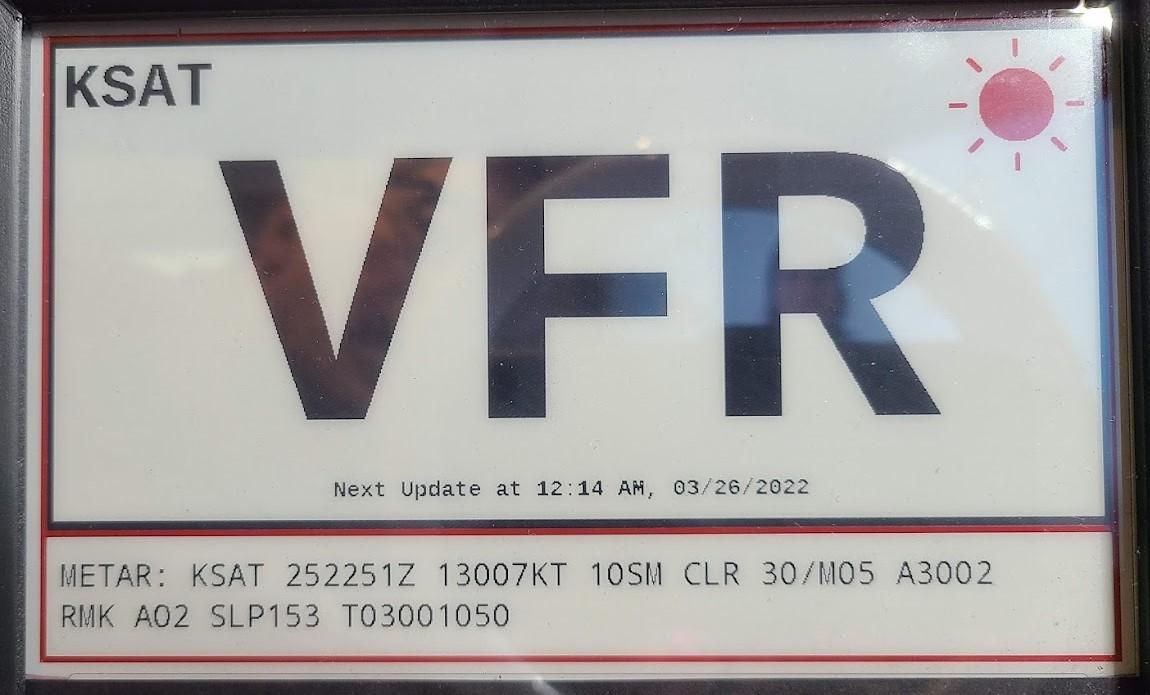 KSAT
VFR
Next Update at 12:14 AM, 03/26/2022
METAR: KSAT 252251Z 13007KT 10SM CLR 30/M05 A3002
RMK AO2 SLP153 T03001050